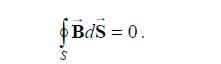 ∮_S B⃗dS⃗ = 0.